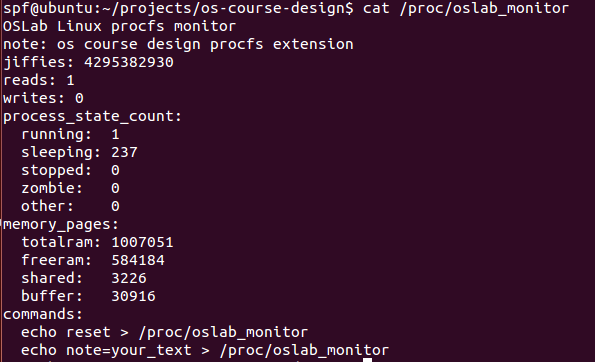 spf@ubuntu:~/projects/os-course-design$ cat /proc/oslab_monitor
OSLab Linux procfs monitor
note: os course design procfs extension
jiffies: 4295382930
reads: 1
writes: 0
process_state_count:
  running:  1
  sleeping: 237
  stopped:  0
  zombie:   0
  other:    0
memory_pages:
  totalram: 1007051
  freeram:  584184
  shared:   3226
  buffer:   30916
commands:
  echo reset > /proc/oslab_monitor
  echo note=your_text > /proc/oslab_monitor